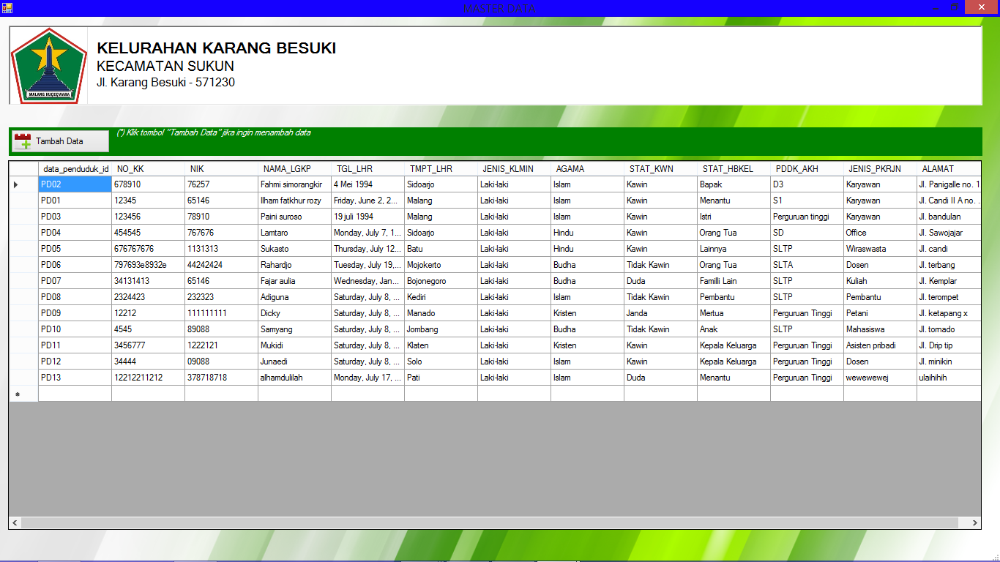 MASTER DATA
MALANG KUÇEÇWARA
KELURAHAN KARANG BESUKI
KECAMATAN SUKUN
Jl. Karang Besuki - 571230
Tambah Data
(*) Klik tombol "Tambah Data" jika ingin menambah data
data_penduduk_id NO_KK NIK NAMA_LGKP TGL_LHR TMPT_LHR JENIS_KLMIN AGAMA STAT_KWN STAT_HBKEL PDDK_AKH JENIS_PKRJN ALAMAT
PD02 678910 76257 Fahmi simorangkir 4 Mei 1994 Sidoarjo Laki-laki Islam Kawin Bapak D3 Karyawan Jl. Panigalle no. 1
PD01 12345 65146 Ilham fatkhur rozy Friday, June 2, 2... Malang Laki-laki Islam Kawin Menantu S1 Karyawan Jl. Candi II A no. .
PD03 123456 78910 Paini suroso 19 juli 1994 Malang Laki-laki Islam Kawin Istri Perguruan tinggi Karyawan Jl. bandulan
PD04 454545 767676 Lamtaro Monday, July 7, 1... Sidoarjo Laki-laki Hindu Kawin Orang Tua SD Office Jl. Sawojajar
PD05 676767676 1131313 Sukasto Thursday, July 12... Batu Laki-laki Hindu Kawin Lainnya SLTP Wiraswasta Jl. candi
PD06 797693e8932e 44242424 Rahardjo Tuesday, July 19,... Mojokerto Laki-laki Budha Tidak Kawin Orang Tua SLTA Dosen Jl. terbang
PD07 34131413 65146 Fajar aulia Wednesday, Jan... Bojonegoro Laki-laki Budha Duda Familli Lain SLTP Kuliah Jl. Kemplar
PD08 2324423 232323 Adiguna Saturday, July 8, ... Kediri Laki-laki Islam Tidak Kawin Pembantu SLTP Pembantu Jl. terompet
PD09 12212 111111111 Dicky Saturday, July 8, ... Manado Laki-laki Kristen Janda Mertua Perguruan Tinggi Petani Jl. ketapang x
PD10 4545 89088 Samyang Saturday, July 8, ... Jombang Laki-laki Budha Tidak Kawin Anak SLTP Mahasiswa Jl. tornado
PD11 3456777 1222121 Mukidi Saturday, July 8, ... Klaten Laki-laki Kristen Kawin Kepala Keluarga Perguruan Tinggi Asisten pribadi Jl. Drip tip
PD12 34444 09088 Junaedi Saturday, July 8, ... Solo Laki-laki Islam Kawin Kepala Keluarga Perguruan Tinggi Dosen Jl. minikin
PD13 12212211212 378718718 alhamdulilah Monday, July 17, ... Pati Laki-laki Islam Duda Menantu Perguruan Tinggi wewewewej ulaihihih